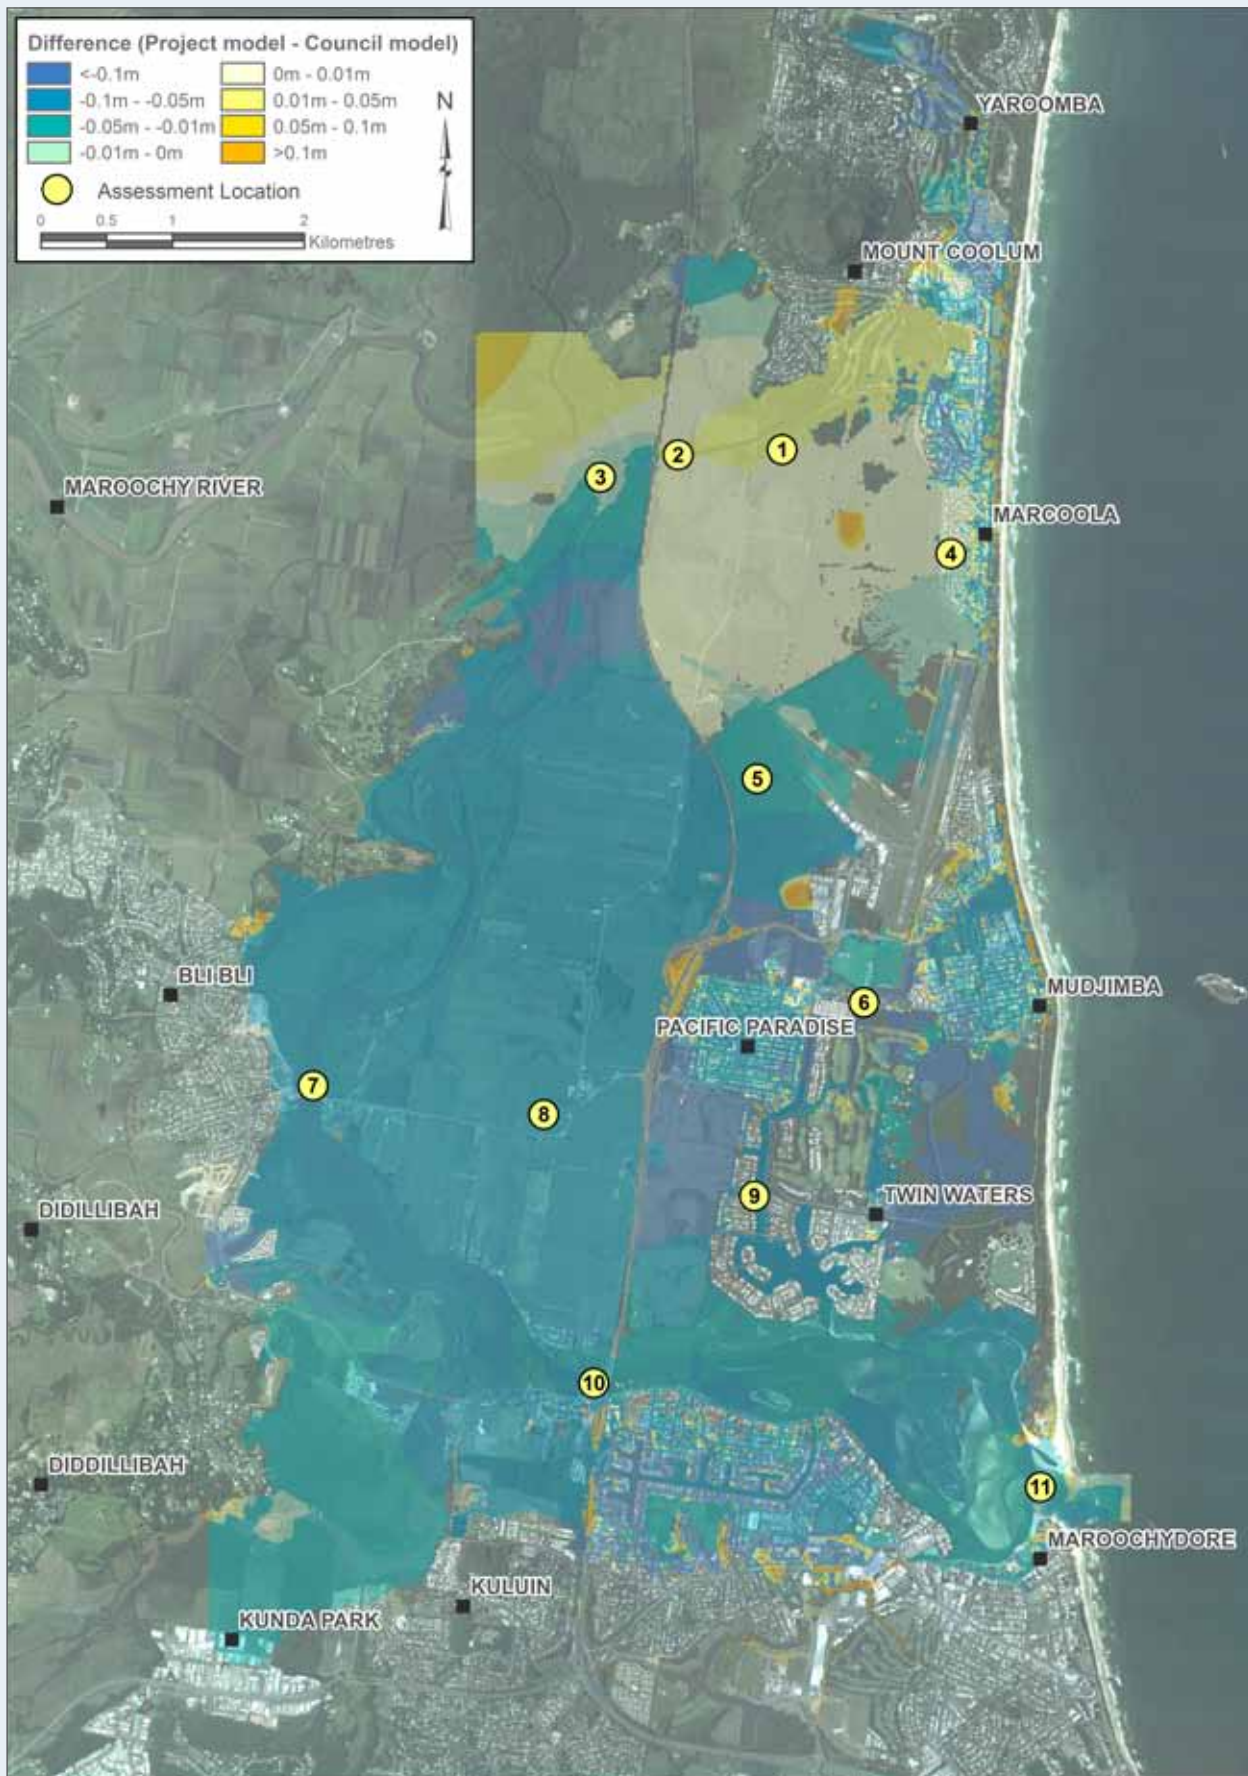 Difference (Project model - Council model)
<-0.1m 0m - 0.01m
-0.1m - -0.05m 0.01m - 0.05m
-0.05m - -0.01m 0.05m - 0.1m
-0.01m - 0m >0.1m
N
Assessment Location
0 0.5 1 2
Kilometres
YAROOMBA
MOUNT COOLUM
1
2
3
MAROOCHY RIVER
MARCOOLA
4
5
BLI BLI
6
MUDJIMBA
PACIFIC PARADISE
7
8
9
TWIN WATERS
DIDILLIBAH
10
DIDDILLIBAH
11
MAROOCHYDORE
KULUIN
KUNDA PARK